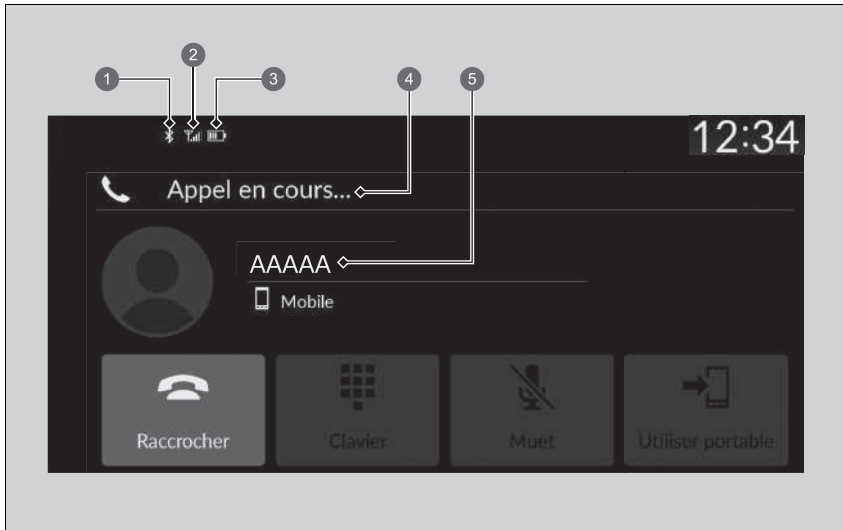 2
1
3
4
5
12:34
Appel en cours...
AAAAA
Mobile
Raccrocher
Clavier
Muet
Utiliser portable